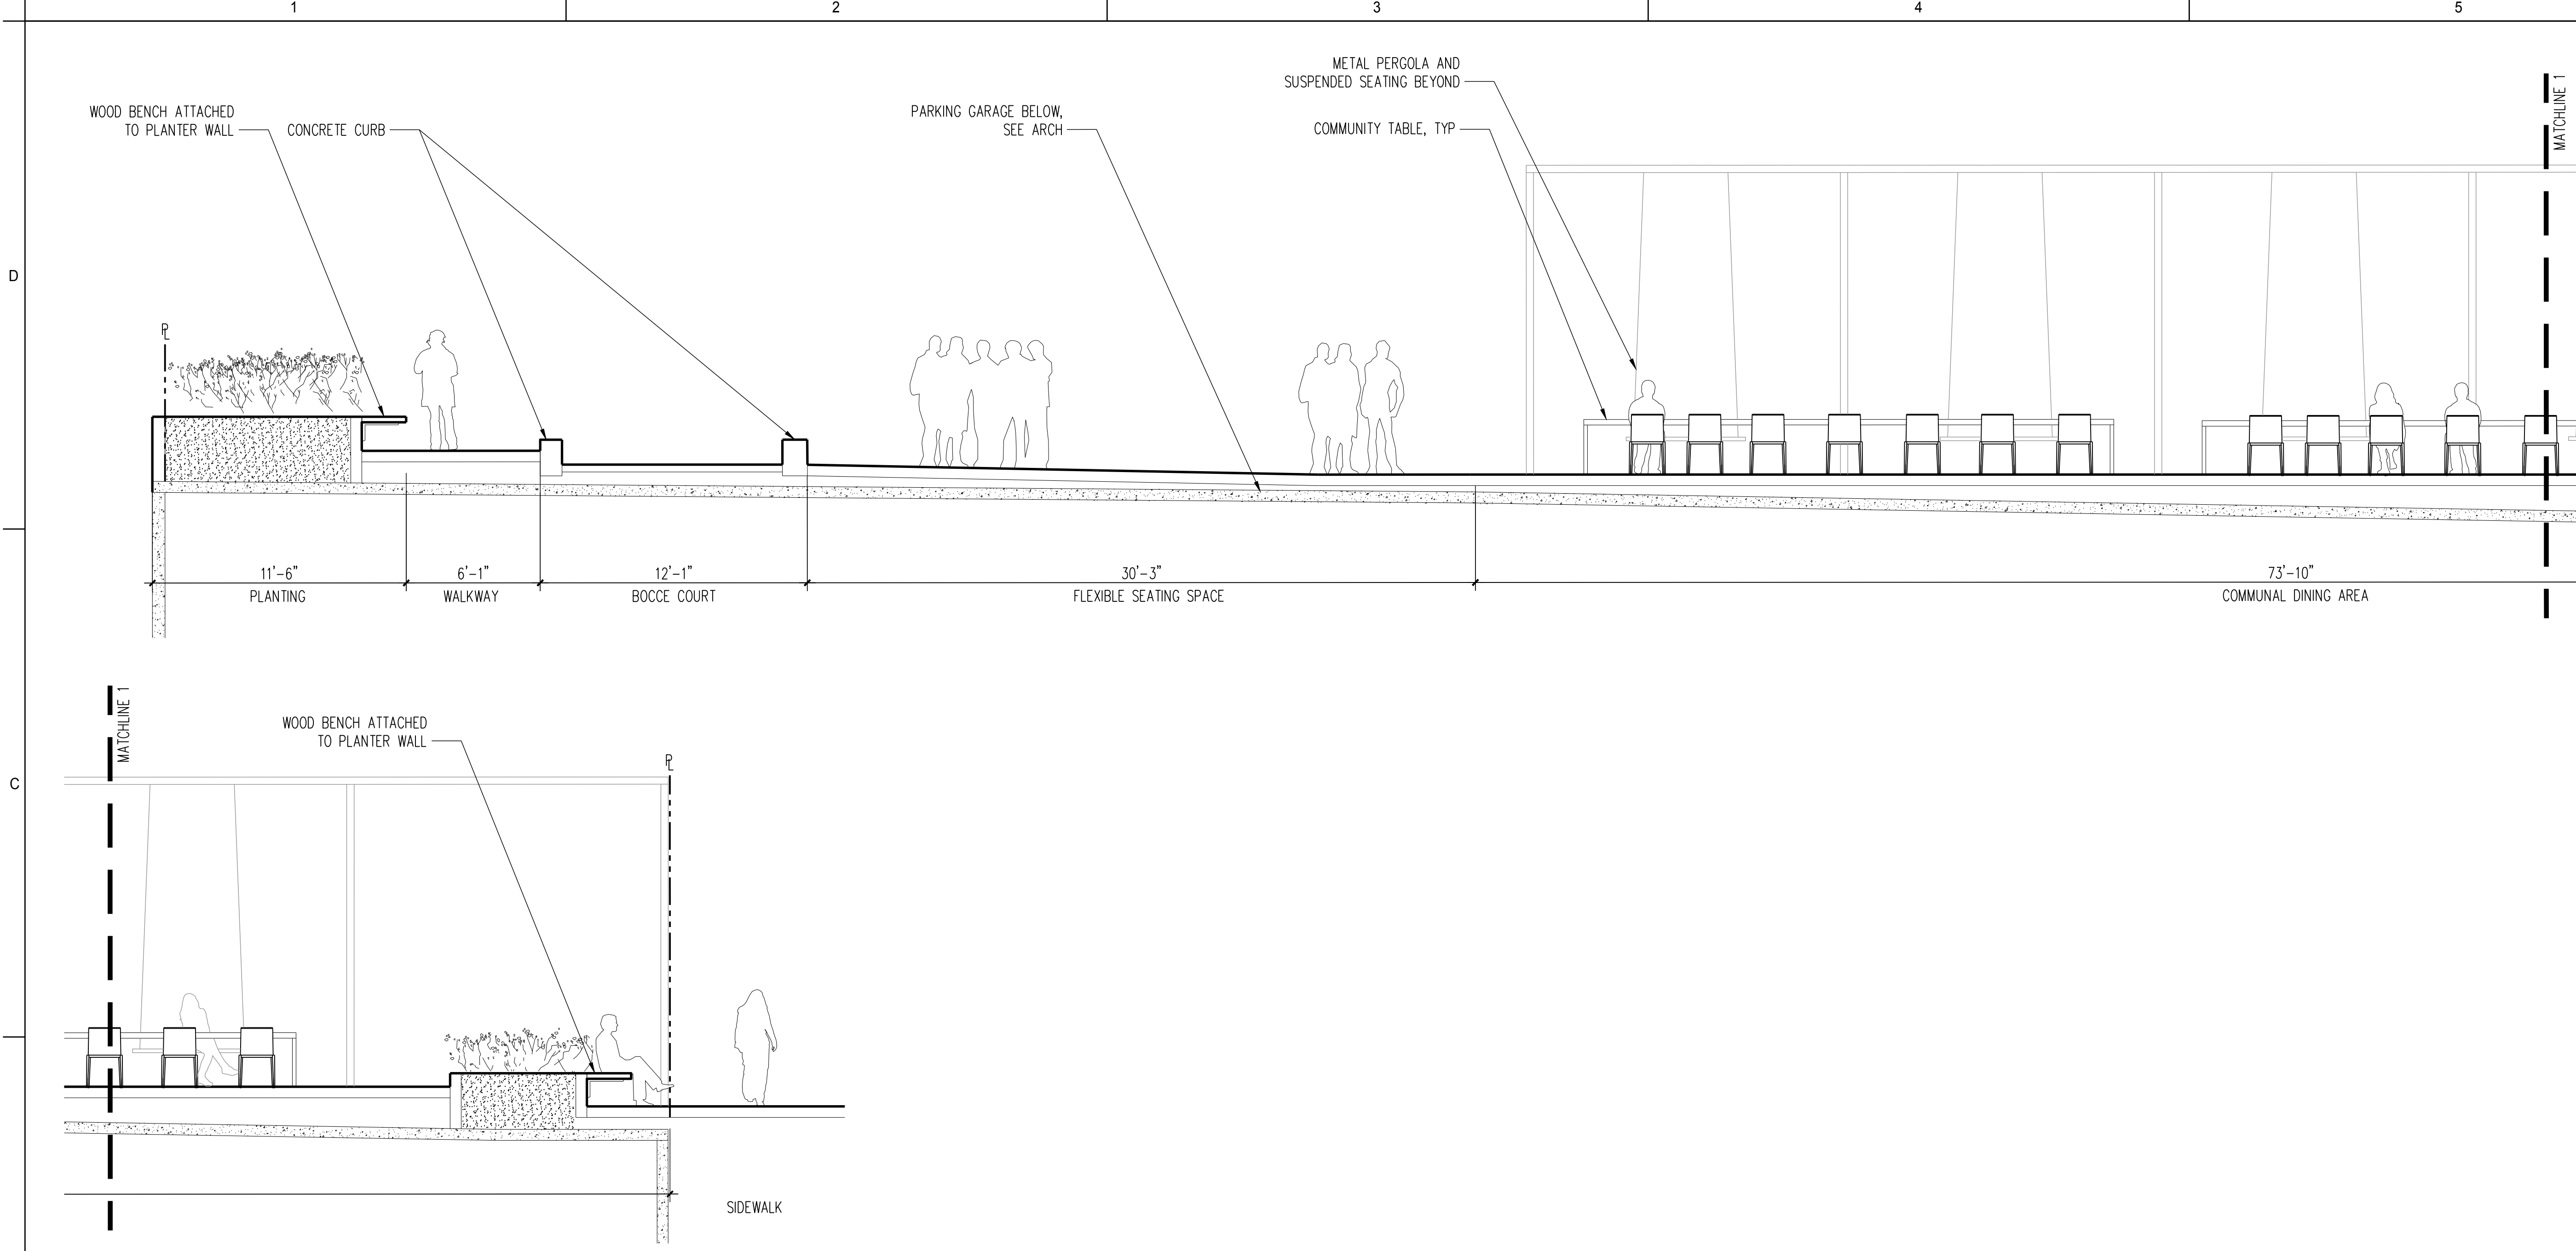 1
2
3
4
5
METAL PERGOLA AND
SUSPENDED SEATING BEYOND
MATCHLINE 1
WOOD BENCH ATTACHED
TO PLANTER WALL
CONCRETE CURB
PARKING GARAGE BELOW,
SEE ARCH
COMMUNITY TABLE, TYP
D
PL
11'-6"
6'-1"
12'-1"
30'-3"
73'-10"
PLANTING
WALKWAY
BOCCE COURT
FLEXIBLE SEATING SPACE
COMMUNAL DINING AREA
MATCHLINE 1
WOOD BENCH ATTACHED
TO PLANTER WALL
PL
C
SIDEWALK